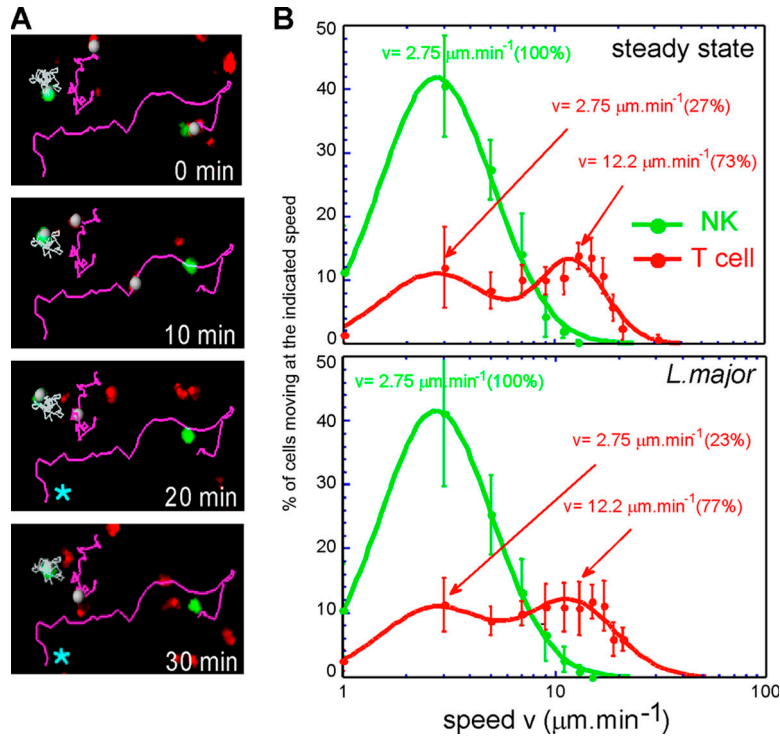 A
0 min
10 min
20 min
*
30 min
*
B
% of cells moving at the indicated speed
50
40
30
20
10
0
v= 2.75 µm.min⁻¹(100%)
steady state
v= 2.75 µm.min⁻¹(27%)
v= 12.2 µm.min⁻¹(73%)
NK
T cell
50
40
30
20
10
0
L.major
v= 2.75 µm.min⁻¹(100%)
v= 2.75 µm.min⁻¹(23%)
v= 12.2 µm.min⁻¹(77%)
1
10
100
speed v (µm.min⁻¹)